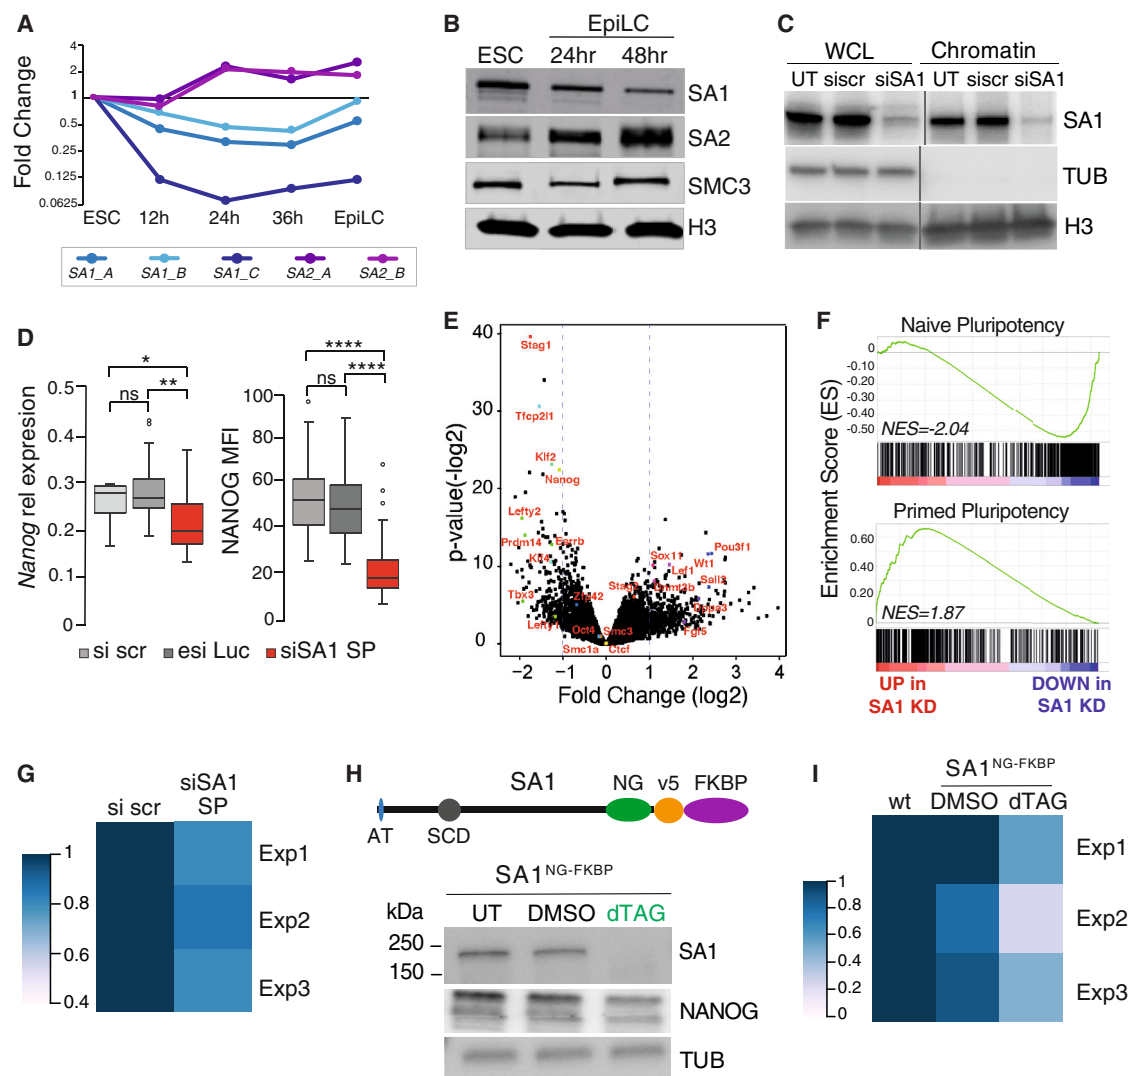 A
4
2
1
0.5
0.25
0.125
0.0625
Fold Change
ESC 12h 24h 36h EpiLC
SA1_A SA1_B SA1_C SA2_A SA2_B
B
EpiLC
ESC 24hr 48hr
SA1
SA2
SMC3
H3
C
WCL Chromatin
UT siscr siSA1 UT siscr siSA1
SA1
TUB
H3
D
Nanog rel expresion
0.5
0.4
0.3
0.2
0.1
0
*
ns **
NANOG MFI
100
80
60
40
20
0
****
ns ****
si scr esi Luc siSA1 SP
E
p-value(-log2)
40
30
20
10
0
Stag1
Tfcp2l1
Klf2
Nanog
Lefty2
Prdm14
Esrrb
Klf4
Tbx3
Zfp42
Lefty1
Oct4
Smc3
Smc1a
Ctcf
Pou3f1
Sox11
Wt1
Lef1
Sall2
Stag2
Dnmt3b
Dppa3
Fgf5
−2 −1 0 1 2 3 4
Fold Change (log2)
F
Naive Pluripotency
0
-0.10
-0.20
-0.30
-0.40
-0.50
NES=-2.04
Enrichment Score (ES)
Primed Pluripotency
0.60
0.40
0.20
0
NES=1.87
UP in DOWN in
SA1 KD SA1 KD
G
siSA1
si scr SP
1
0.8
0.6
0.4
Exp1
Exp2
Exp3
H
SA1 NG v5 FKBP
AT SCD
SA1NG-FKBP
kDa UT DMSO dTAG
250
150
SA1
NANOG
TUB
I
SA1NG-FKBP
wt DMSO dTAG
1
0.8
0.6
0.4
0.2
0
Exp1
Exp2
Exp3